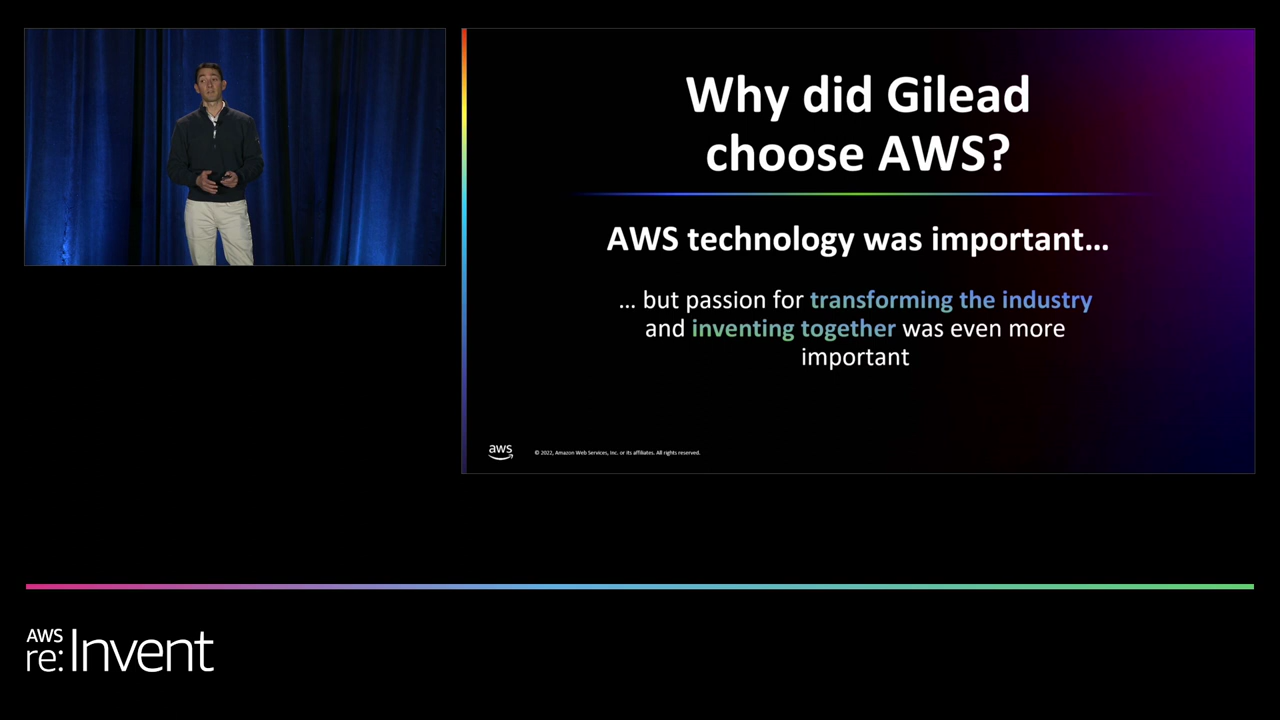 Why did Gilead
choose AWS?
AWS technology was important...
... but passion for transforming the industry
and inventing together was even more
important
aws
© 2022, Amazon Web Services, Inc. or its affiliates. All rights reserved.
AWS
re:Invent